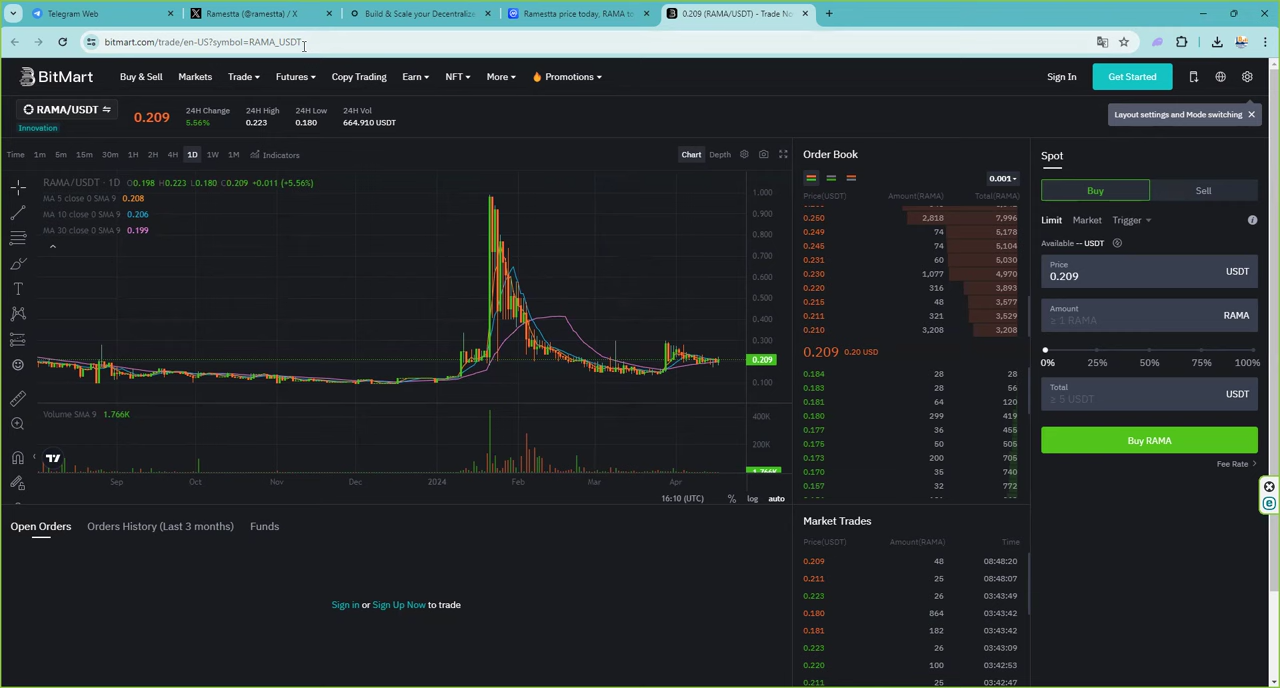 Telegram Web
Ramestta (@ramestta) / X
Build & Scale your Decentralize
Ramestta price today, RAMA to
0.209 (RAMA/USDT) - Trade No
bitmart.com/trade/en-US?symbol=RAMA_USDT
BitMart
Buy & Sell
Markets
Trade
Futures
Copy Trading
Earn
NFT
More
Promotions
Sign In
Get Started
RAMA/USDT
Innovation
0.209
24H Change
5.56%
24H High
0.223
24H Low
0.180
24H Vol
664.910 USDT
Layout settings and Mode switching
Time 1m 5m 15m 30m 1H 2H 4H 1D 1W 1M Indicators
Chart Depth
RAMA/USDT · 1D O0.198 H0.223 L0.180 C0.209 +0.011 (+5.56%)
MA 5 close 0 SMA 9 0.208
MA 10 close 0 SMA 9 0.206
MA 30 close 0 SMA 9 0.199
1.000
0.900
0.800
0.700
0.600
0.500
0.400
0.300
0.209
0.100
Volume SMA 9 1.766K
400K
200K
1.766K
Sep Oct Nov Dec 2024 Feb Mar Apr
16:10 (UTC) % log auto
Order Book
0.001
Price(USDT) Amount(RAMA) Total(RAMA)
0.250 2,818 7,996
0.249 74 5,178
0.245 74 5,104
0.231 60 5,030
0.230 1,077 4,970
0.220 316 3,893
0.215 48 3,577
0.211 321 3,529
0.210 3,208 3,208
0.209 0.20 USD
0.184 28 28
0.183 28 56
0.181 64 120
0.180 299 419
0.177 36 455
0.175 50 505
0.173 200 705
0.170 35 740
0.157 32 772
Market Trades
Price(USDT) Amount(RAMA) Time
0.209 48 08:48:20
0.211 25 08:48:07
0.223 26 03:43:49
0.180 864 03:43:42
0.181 182 03:43:42
0.223 26 03:43:09
0.220 100 03:42:53
0.211 25 03:42:47
Spot
Buy
Sell
Limit Market Trigger
Available -- USDT
Price
0.209
USDT
Amount
≥ 1 RAMA
RAMA
0% 25% 50% 75% 100%
Total
≥ 5 USDT
USDT
Buy RAMA
Fee Rate
Open Orders
Orders History (Last 3 months)
Funds
Sign in or Sign Up Now to trade